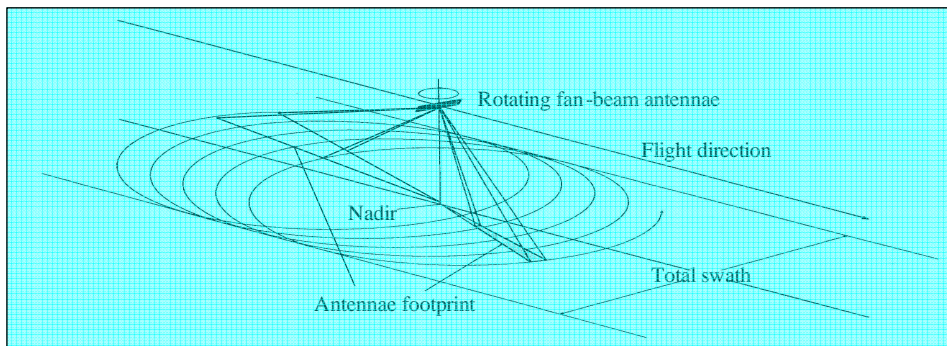 Rotating fan-beam antennae
Flight direction
Nadir
Total swath
Antennae footprint